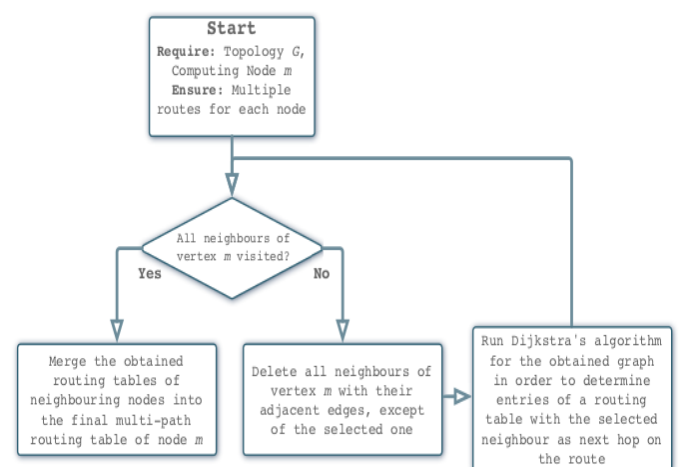 Start
Require: Topology G,
Computing Node m
Ensure: Multiple
routes for each node
All neighbours of
vertex m visited?
Yes
No
Merge the obtained
routing tables of
neighbouring nodes into
the final multi-path
routing table of node m
Delete all neighbours of
vertex m with their
adjacent edges, except
of the selected one
Run Dijkstra's algorithm
for the obtained graph
in order to determine
entries of a routing
table with the selected
neighbour as next hop on
the route